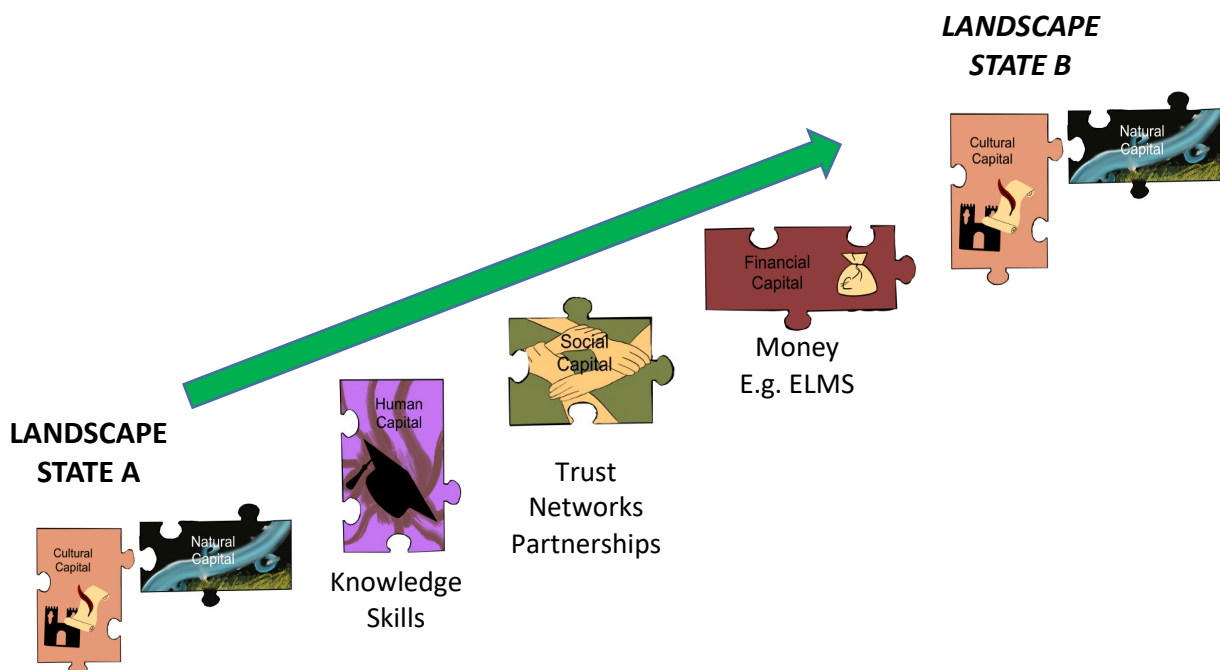 LANDSCAPE
STATE A
Cultural
Capital
Natural
Capital
Human
Capital
Knowledge
Skills
Social
Capital
Trust
Networks
Partnerships
Financial
Capital
Money
E.g. ELMS
LANDSCAPE
STATE B
Cultural
Capital
Natural
Capital